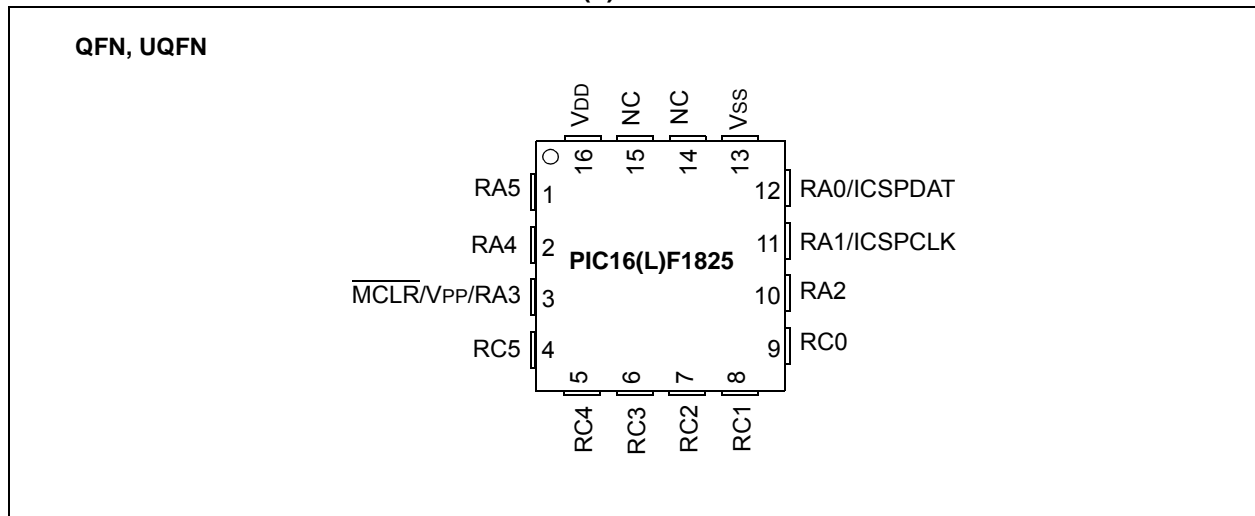 QFN, UQFN
VDD
NC
NC
VSS
16
15
14
13
RA5
1
12
RA0/ICSPDAT
RA4
2
PIC16(L)F1825
11
RA1/ICSPCLK
MCLR/VPP/RA3
3
10
RA2
RC5
4
9
RC0
5
6
7
8
RC4
RC3
RC2
RC1